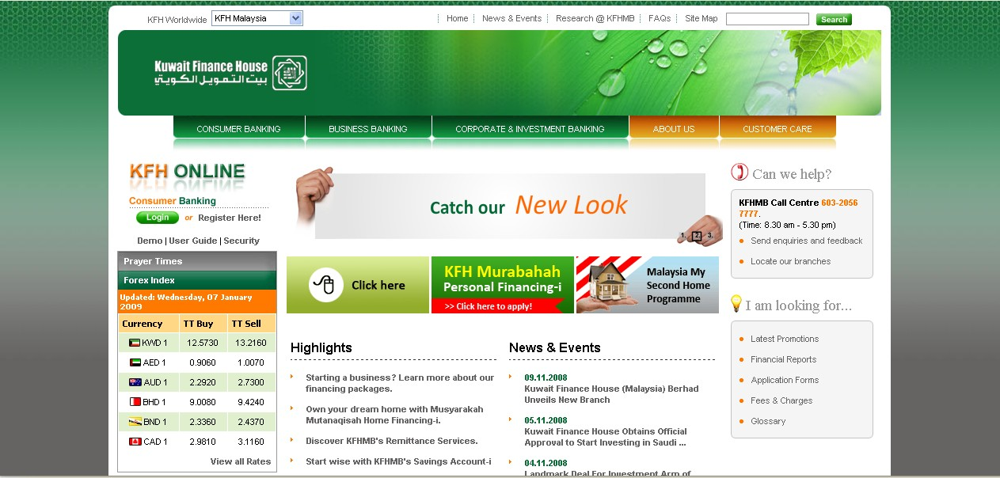 KFH Worldwide KFH Malaysia
Home
News & Events
Research @ KFHMB
FAQs
Site Map
Search
Kuwait Finance House
بيت التمويل الكويتي
CONSUMER BANKING
BUSINESS BANKING
CORPORATE & INVESTMENT BANKING
ABOUT US
CUSTOMER CARE
KFH ONLINE
Consumer Banking
Login or Register Here!
Demo | User Guide | Security
Prayer Times
Forex Index
Updated: Wednesday, 07 January
2009
Currency TT Buy TT Sell
KWD 1 12.5730 13.2160
AED 1 0.9060 1.0070
AUD 1 2.2920 2.7300
BHD 1 9.0080 9.4240
BND 1 2.3360 2.4370
CAD 1 2.9810 3.1160
View all Rates
Catch our New Look
1. 2. 3.
Click here
KFH Murabahah
Personal Financing-i
>> Click here to apply!
Malaysia My
Second Home
Programme
Highlights
Starting a business? Learn more about our
financing packages.
Own your dream home with Musyarakah
Mutanaqisah Home Financing-i.
Discover KFHMB's Remittance Services.
Start wise with KFHMB's Savings Account-i
News & Events
09.11.2008
Kuwait Finance House (Malaysia) Berhad
Unveils New Branch
05.11.2008
Kuwait Finance House Obtains Official
Approval to Start Investing in Saudi ...
04.11.2008
Landmark Deal For Investment Arm of
Can we help?
KFHMB Call Centre 603-2056
7777.
(Time: 8.30 am - 5.30 pm)
Send enquiries and feedback
Locate our branches
I am looking for...
Latest Promotions
Financial Reports
Application Forms
Fees & Charges
Glossary